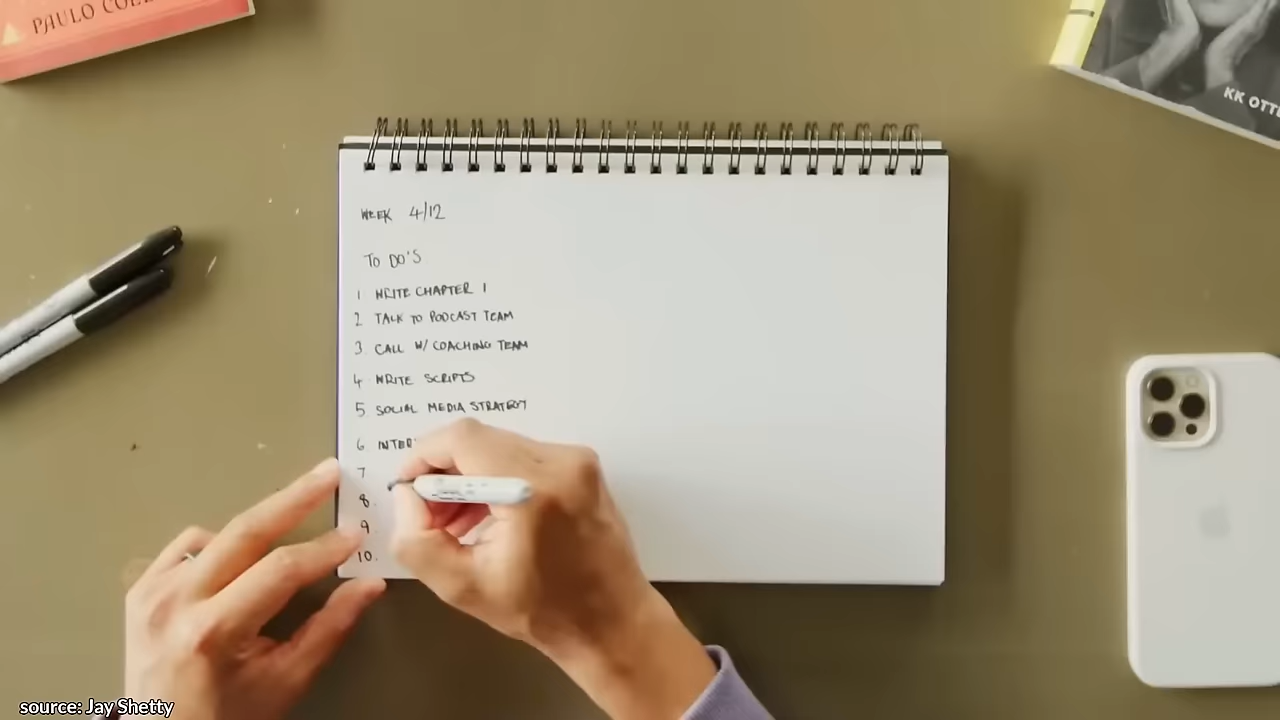 PAULO
KK OTT
WEEK 4/12
TO DO'S
1 WRITE CHAPTER 1
2 TALK TO PODCAST TEAM
3. CALL W/ COACHING TEAM
4 WRITE SCRIPTS
5 SOCIAL MEDIA STRATEGY
6 INTER
7
8.
9
10.
source: Jay Shetty